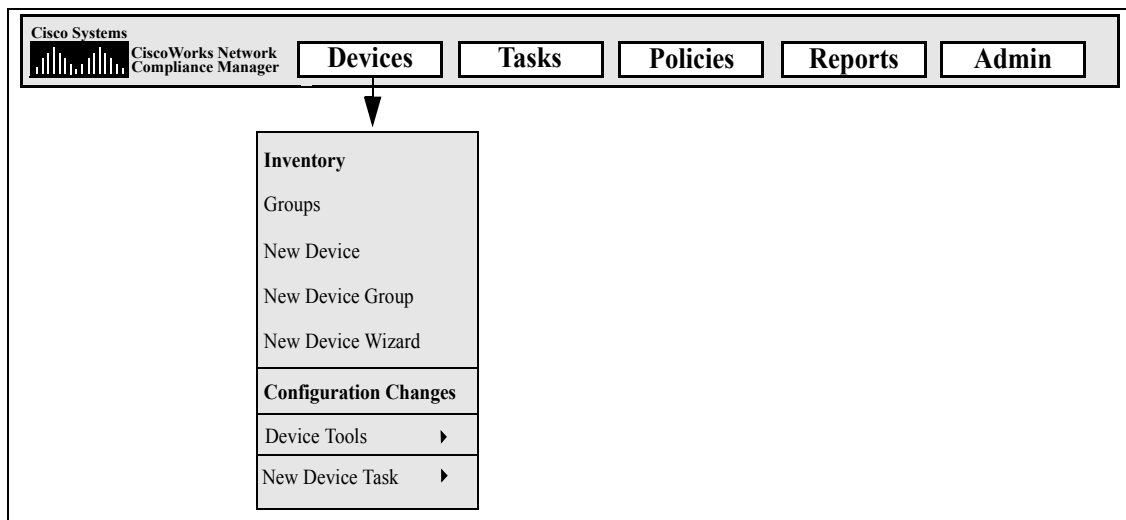 Cisco Systems
CiscoWorks Network
Compliance Manager
Devices
Tasks
Policies
Reports
Admin
Inventory
Groups
New Device
New Device Group
New Device Wizard
Configuration Changes
Device Tools
New Device Task